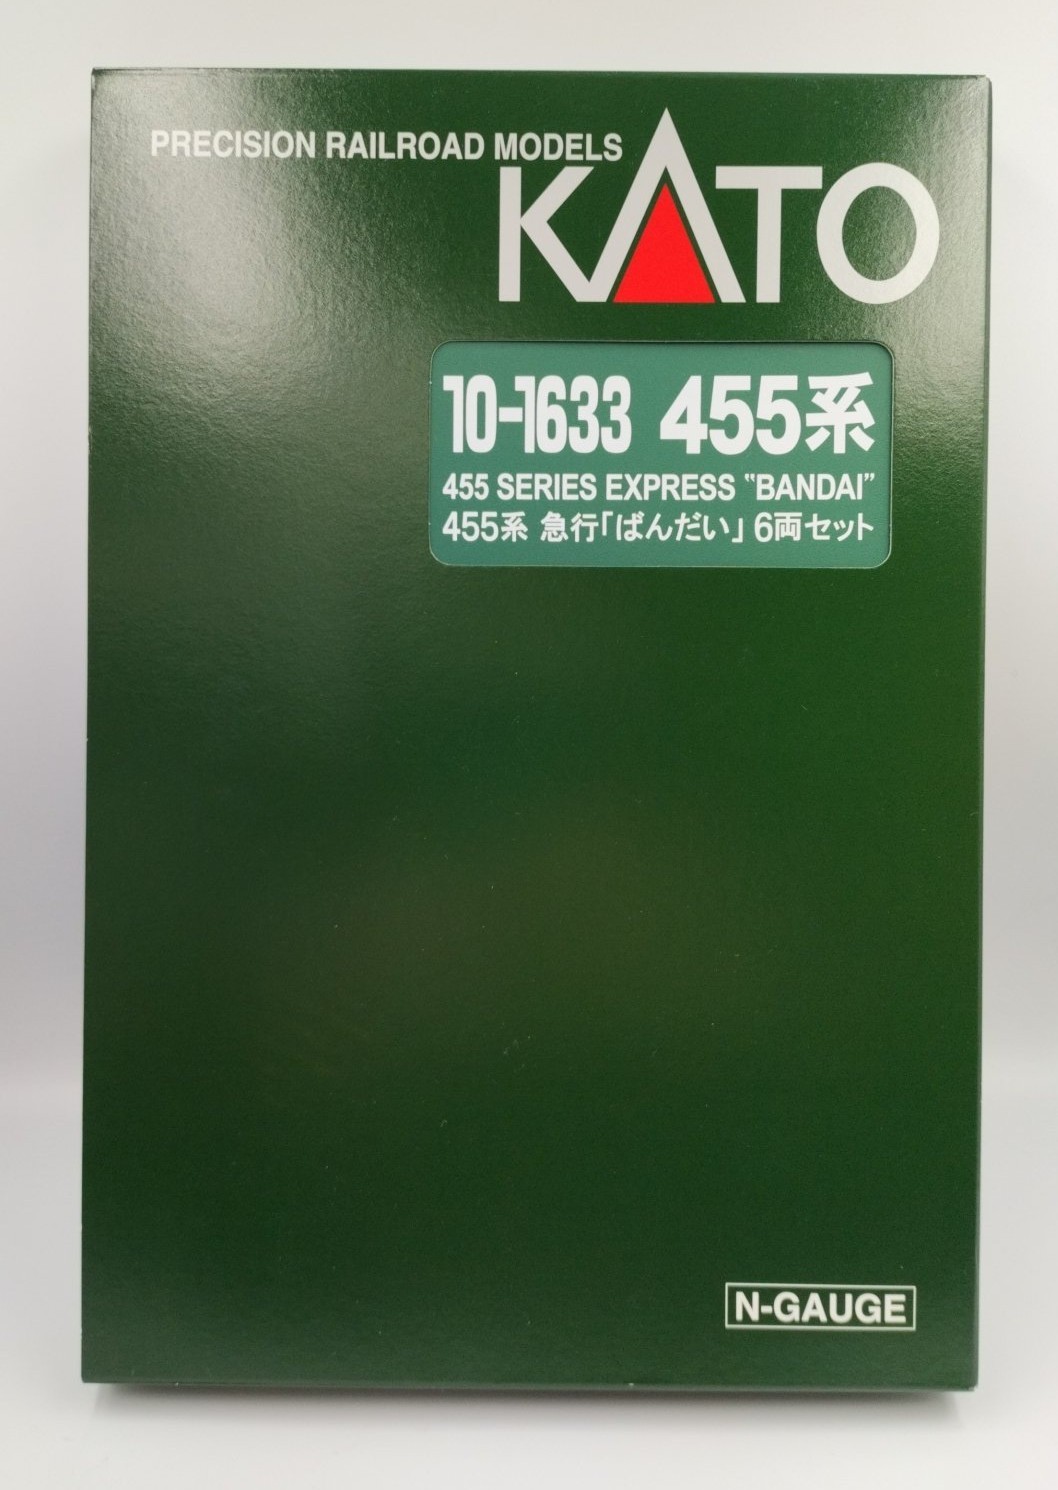 PRECISION RAILROAD MODELS
KATO
10-1633 455系
455 SERIES EXPRESS "BANDAI"
455系 急行「ばんだい」 6両セット
N-GAUGE